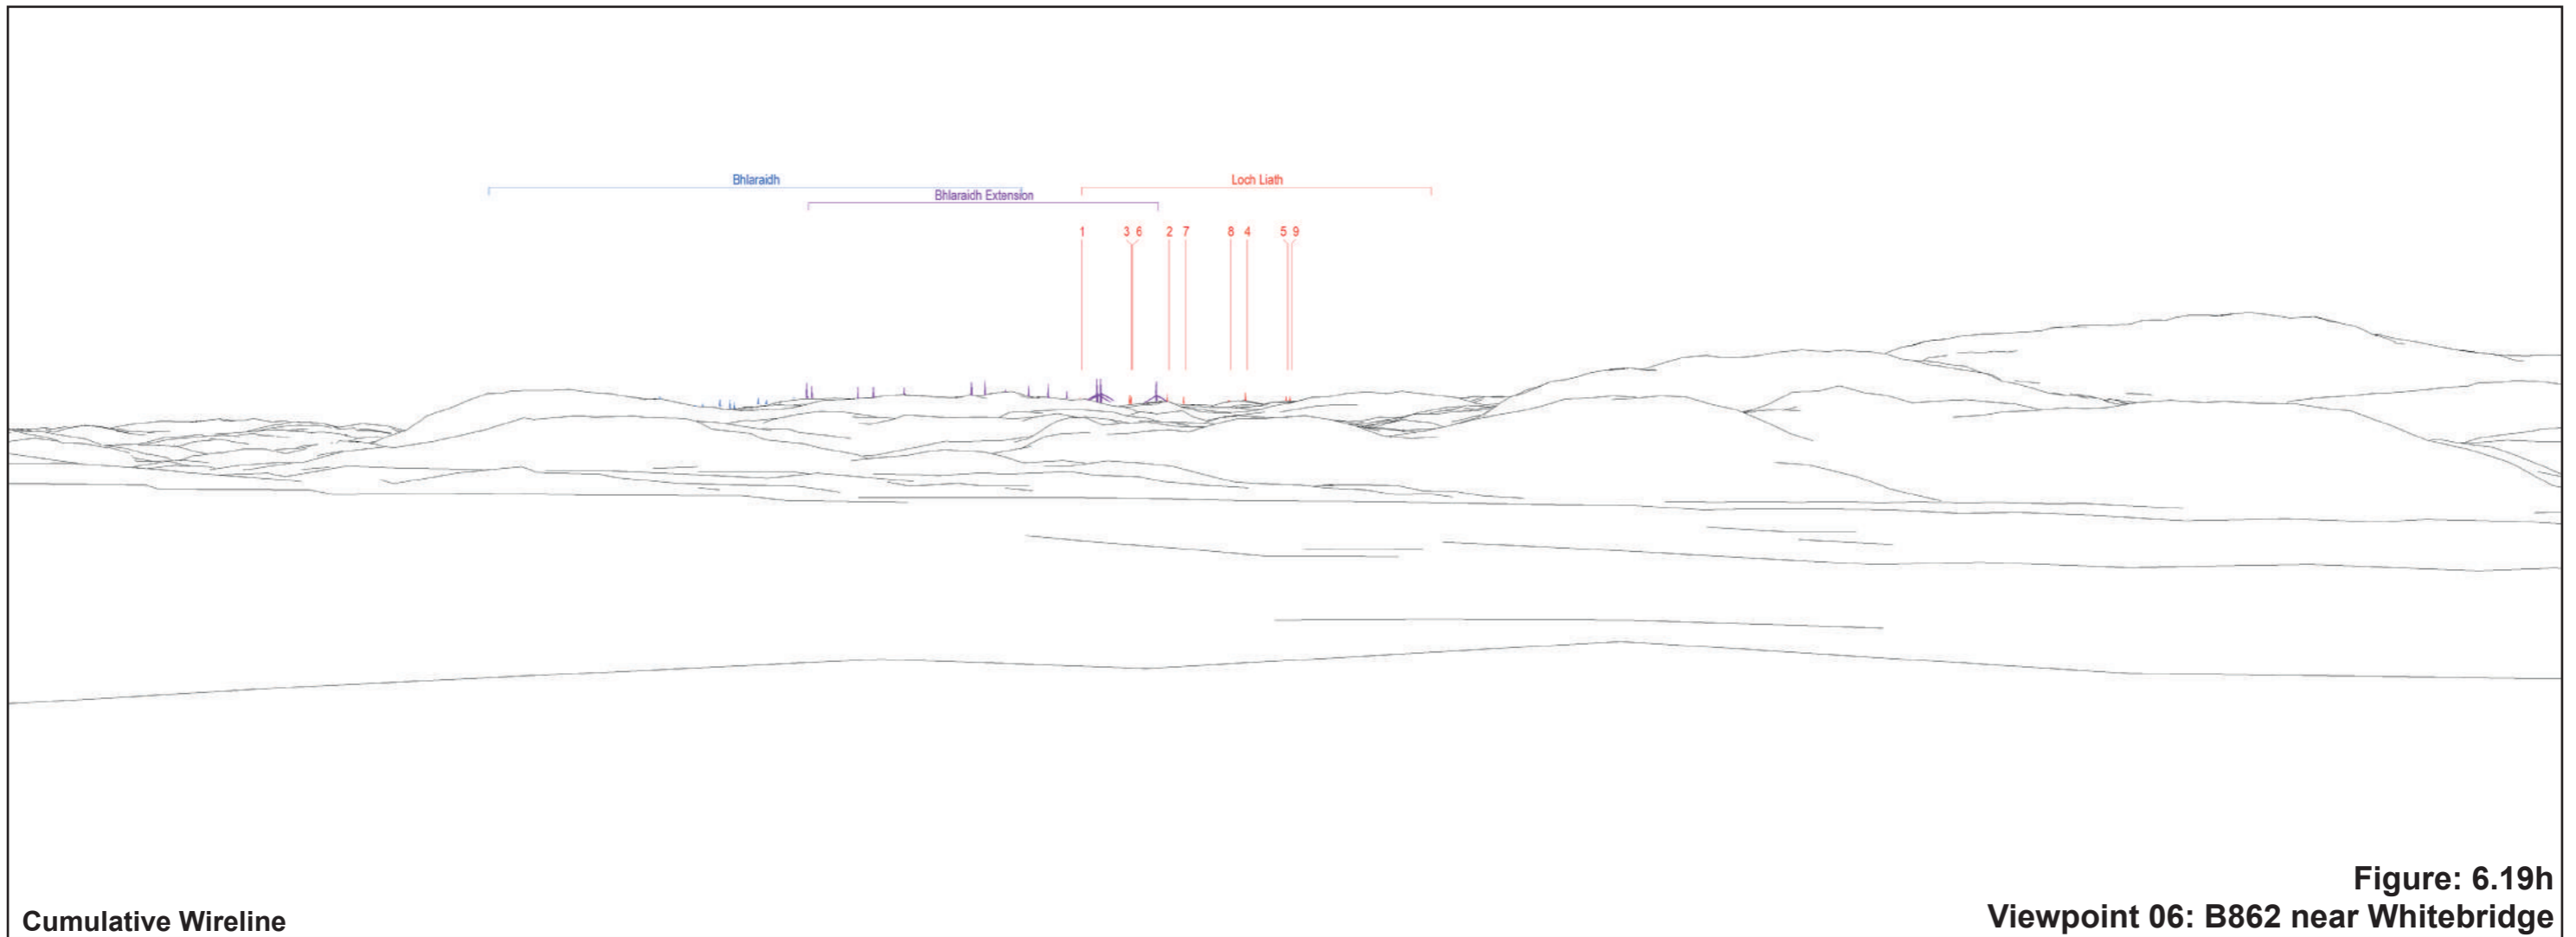 Bhlaraidh Loch Liath
Bhlaraidh Extension
1 3 6 2 7 8 4 5 9
Figure: 6.19h
Cumulative Wireline Viewpoint 06: B862 near Whitebridge